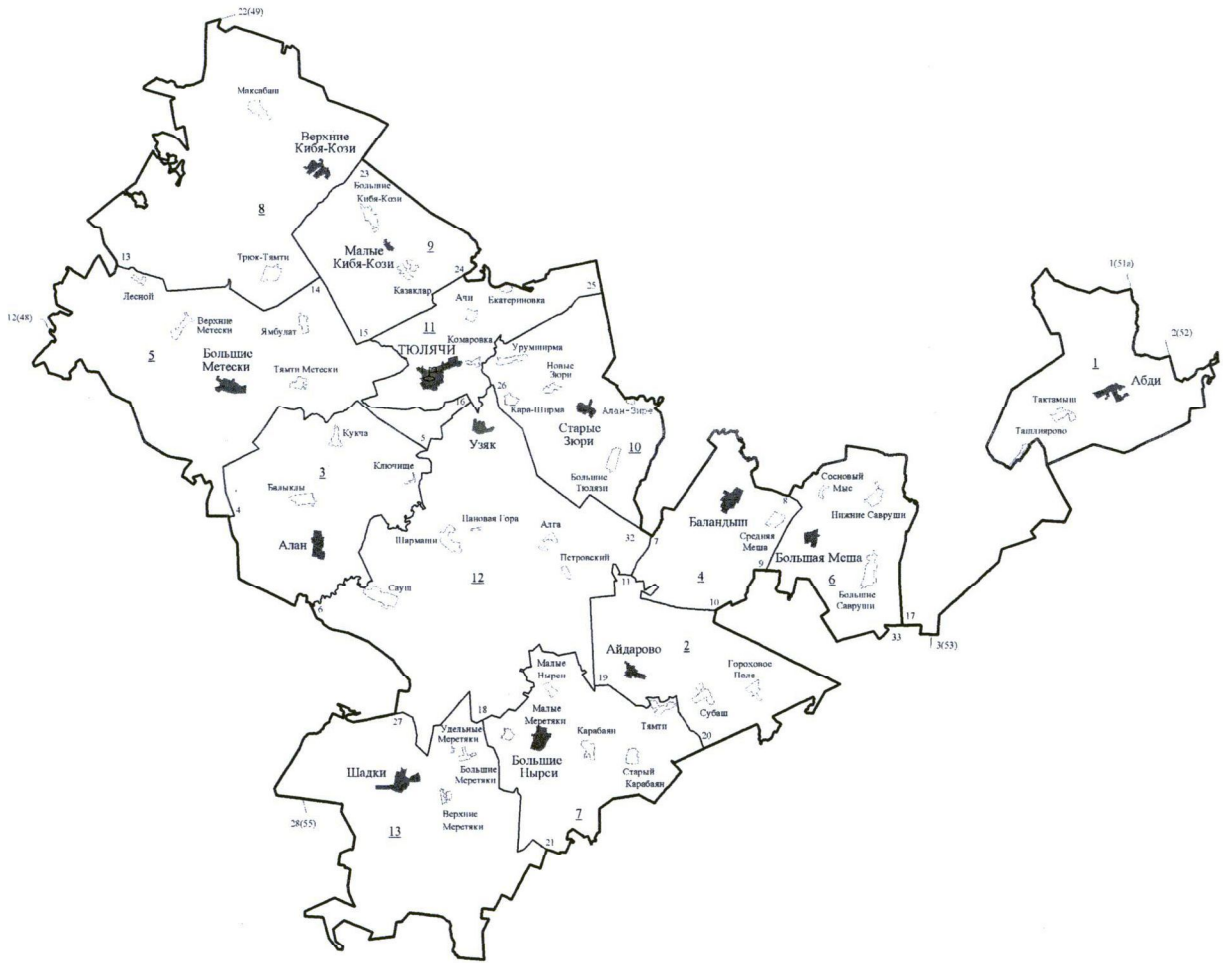 22(49)
Максабаш
Верхние
Кибя-Кози
23
Большие
Кибя-Кози
8
9
Малые
Кибя-Кози
13
Трюк-Тямти
14
Казаклар
24
25
Екатериновка
Лесной
Ачи
12(48)
Верхние
Метески
Ямбулат
15
11
5
Большие
Метески
ТЮЛЯЧИ
Комаровка
Урумширма
Тямти Метески
Новые
Зюри
26
16
Кара-Ширма
Алан-Зире
Старые
Зюри
Узяк
Кукча
5
10
3
Ключище
Большие
Тюлязи
Балыклы
4
Алан
Пановая Гора
Шармаши
Алга
32
7
Петровский
12
Сауш
6
1(51а)
2(52)
1
Абди
Тактамыш
Ташлиярово
Сосновый
Мыс
8
Нижние Савруши
Баландыш
Средняя
Меша
Большая Меша
9
4
6
Большие
Савруши
11
10
17
33
3(53)
2
Айдарово
Гороховое
Поле
19
Субаш
Тямти
20
Малые
Нырси
18
27
Малые
Меретяки
Удельные
Меретяки
Карабаян
Большие
Нырси
Большие
Меретяки
Старый
Карабаян
Шадки
Верхние
Меретяки
28(55)
13
7
21